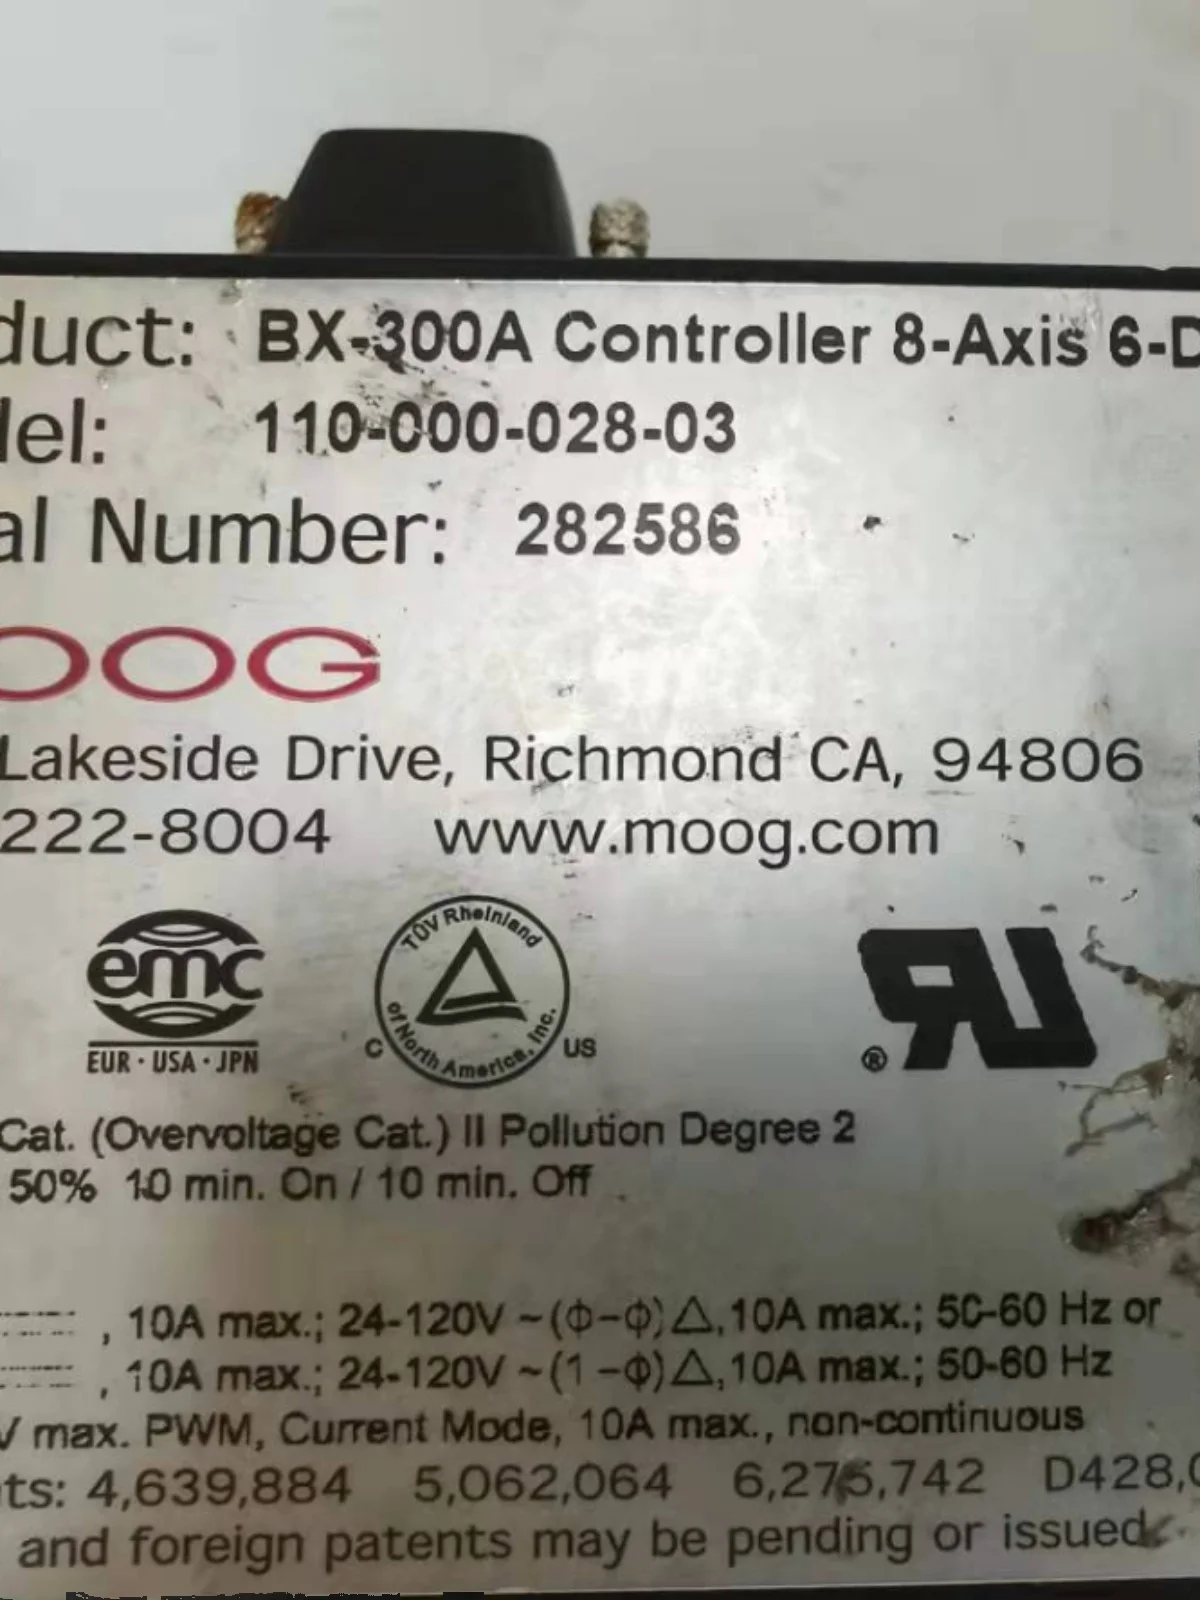 duct: BX-300A Controller 8-Axis 6-D
del: 110-000-028-03
al Number: 282586
OOG
Lakeside Drive, Richmond CA, 94806
222-8004 www.moog.com
emc
EUR · USA · JPN
TÜV Rheinland
of North America, Inc.
C US
RU ®
Cat. (Overvoltage Cat.) II Pollution Degree 2
50% 10 min. On / 10 min. Off
, 10A max.; 24-120V ~(Φ-Φ)△, 10A max.; 50-60 Hz or
, 10A max.; 24-120V ~(1-Φ)△, 10A max.; 50-60 Hz
V max. PWM, Current Mode, 10A max., non-continuous
ts: 4,639,884 5,062,064 6,275,742 D428,0
and foreign patents may be pending or issued.